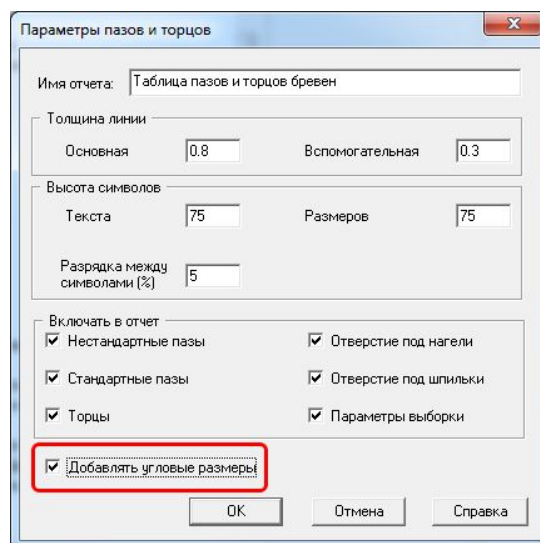 Параметры пазов и торцов
Имя отчета: Таблица пазов и торцов бревен
Толщина линии
Основная 0.8 Вспомогательная 0.3
Высота символов
Текста 75 Размеров 75
Разрядка между
символами (%) 5
Включать в отчет
Нестандартные пазы Отверстие под нагели
Стандартные пазы Отверстие под шпильки
Торцы Параметры выборки
Добавлять угловые размеры
OK Отмена Справка